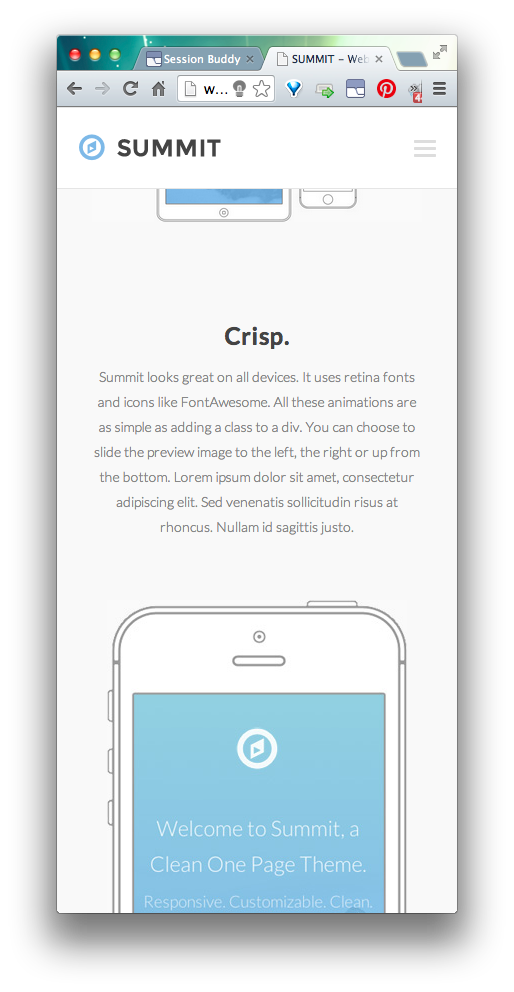 Session Buddy
SUMMIT – Web
w...
SUMMIT
Crisp.
Summit looks great on all devices. It uses retina fonts
and icons like FontAwesome. All these animations are
as simple as adding a class to a div. You can choose to
slide the preview image to the left, the right or up from
the bottom. Lorem ipsum dolor sit amet, consectetur
adipiscing elit. Sed venenatis sollicitudin risus at
rhoncus. Nullam id sagittis justo.
Welcome to Summit, a
Clean One Page Theme.
Responsive. Customizable. Clean.